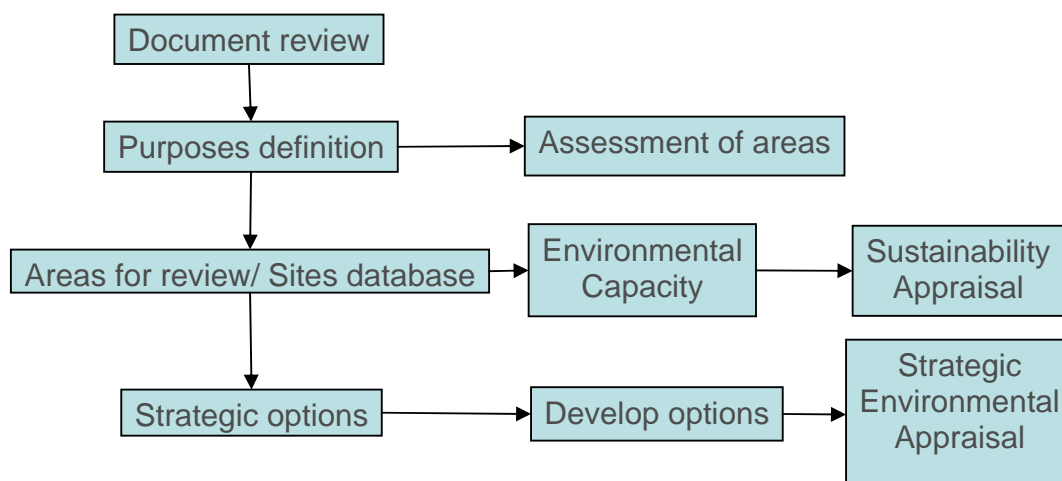 Document review
Purposes definition
Assessment of areas
Areas for review/ Sites database
Environmental
Capacity
Sustainability
Appraisal
Strategic options
Develop options
Strategic
Environmental
Appraisal